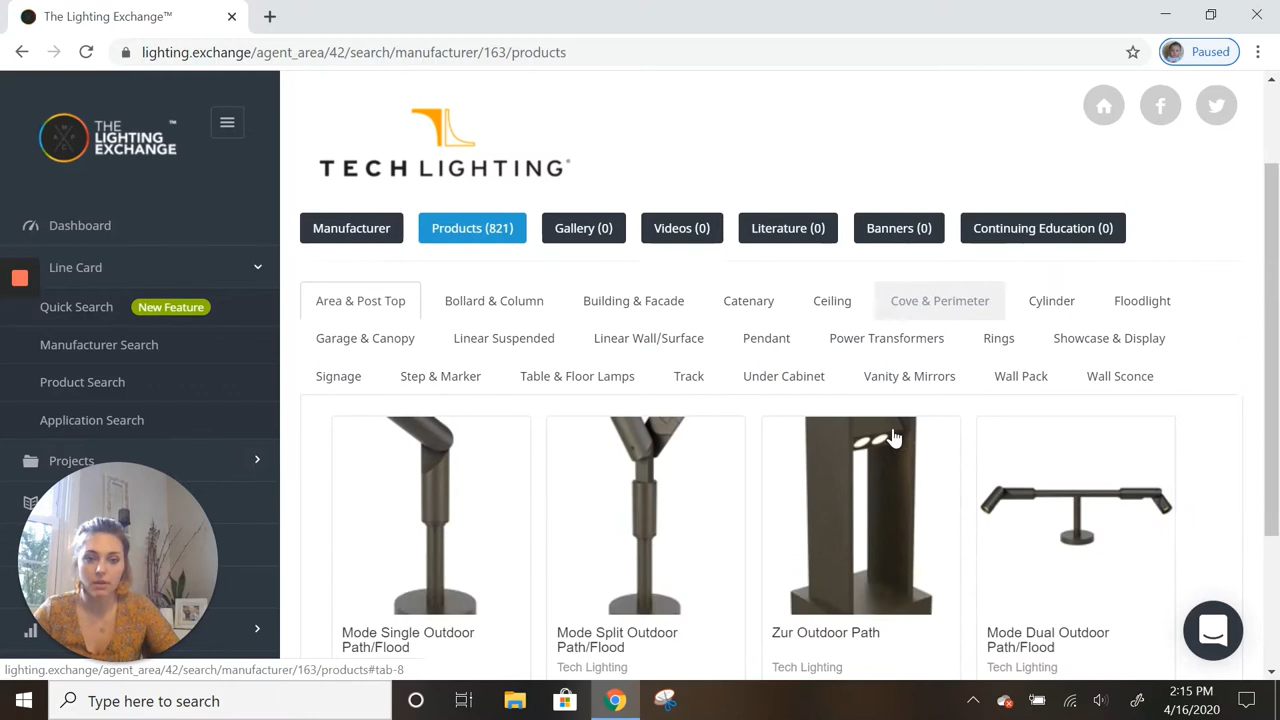 The Lighting Exchange™
lighting.exchange/agent_area/42/search/manufacturer/163/products
Paused
THE
LIGHTING
EXCHANGE
™
Dashboard
Line Card
Quick Search New Feature
Manufacturer Search
Product Search
Application Search
Projects
TECH LIGHTING®
Manufacturer Products (821) Gallery (0) Videos (0) Literature (0) Banners (0) Continuing Education (0)
Area & Post Top Bollard & Column Building & Facade Catenary Ceiling Cove & Perimeter Cylinder Floodlight
Garage & Canopy Linear Suspended Linear Wall/Surface Pendant Power Transformers Rings Showcase & Display
Signage Step & Marker Table & Floor Lamps Track Under Cabinet Vanity & Mirrors Wall Pack Wall Sconce
Mode Single Outdoor
Path/Flood
Mode Split Outdoor
Path/Flood
Tech Lighting
Zur Outdoor Path
Tech Lighting
Mode Dual Outdoor
Path/Flood
Tech Lighting
lighting.exchange/agent_area/42/search/manufacturer/163/products#tab-8
Type here to search
2:15 PM
4/16/2020